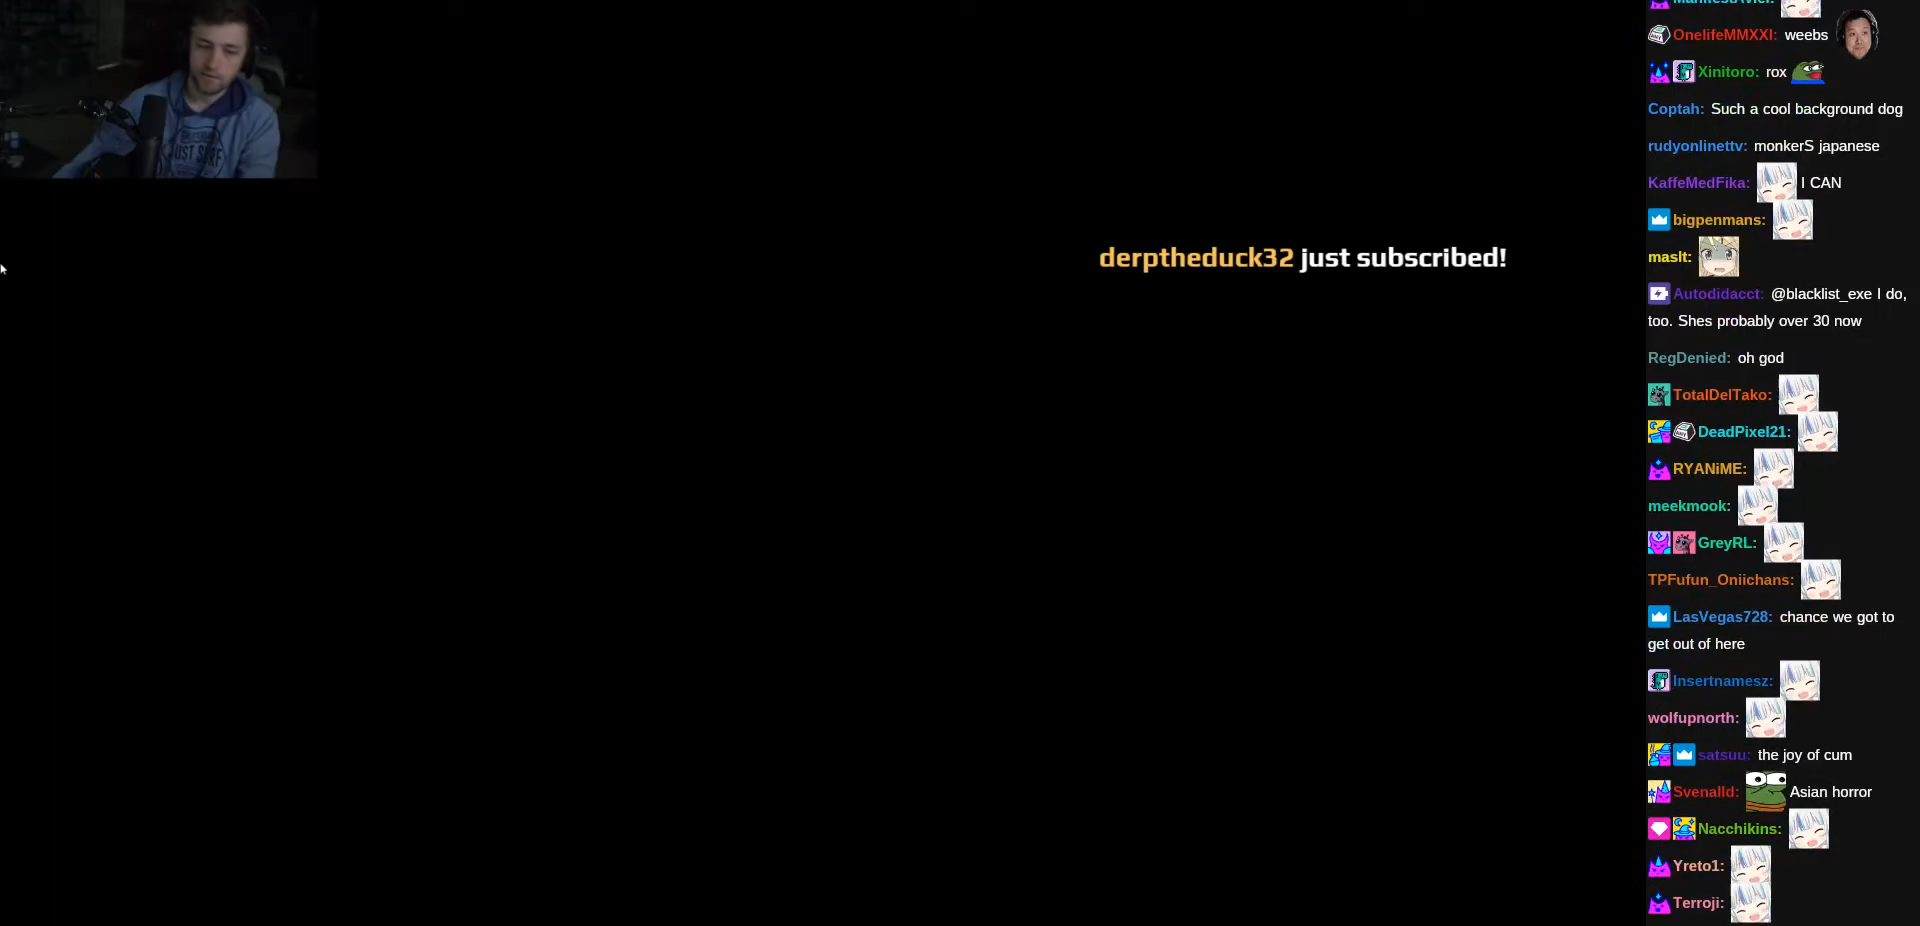 OnelifeMMXXI: weebs
Xinitoro: rox
Coptah: Such a cool background dog
rudyonlinettv: monkerS japanese
KaffeMedFika: I CAN
derptheduck32 just subscribed!
bigpenmans:
maslt:
Autodidacct: @blacklist_exe I do,
too. Shes probably over 30 now
RegDenied: oh god
TotalDelTako:
DeadPixel21:
RYANiME:
meekmook:
GreyRL:
TPFufun_Oniichans:
LasVegas728: chance we got to
get out of here
Insertnamesz:
wolfupnorth:
satsuu: the joy of cum
Svenalld: Asian horror
Nacchikins:
Yreto1:
Terroji:
JUST SURF